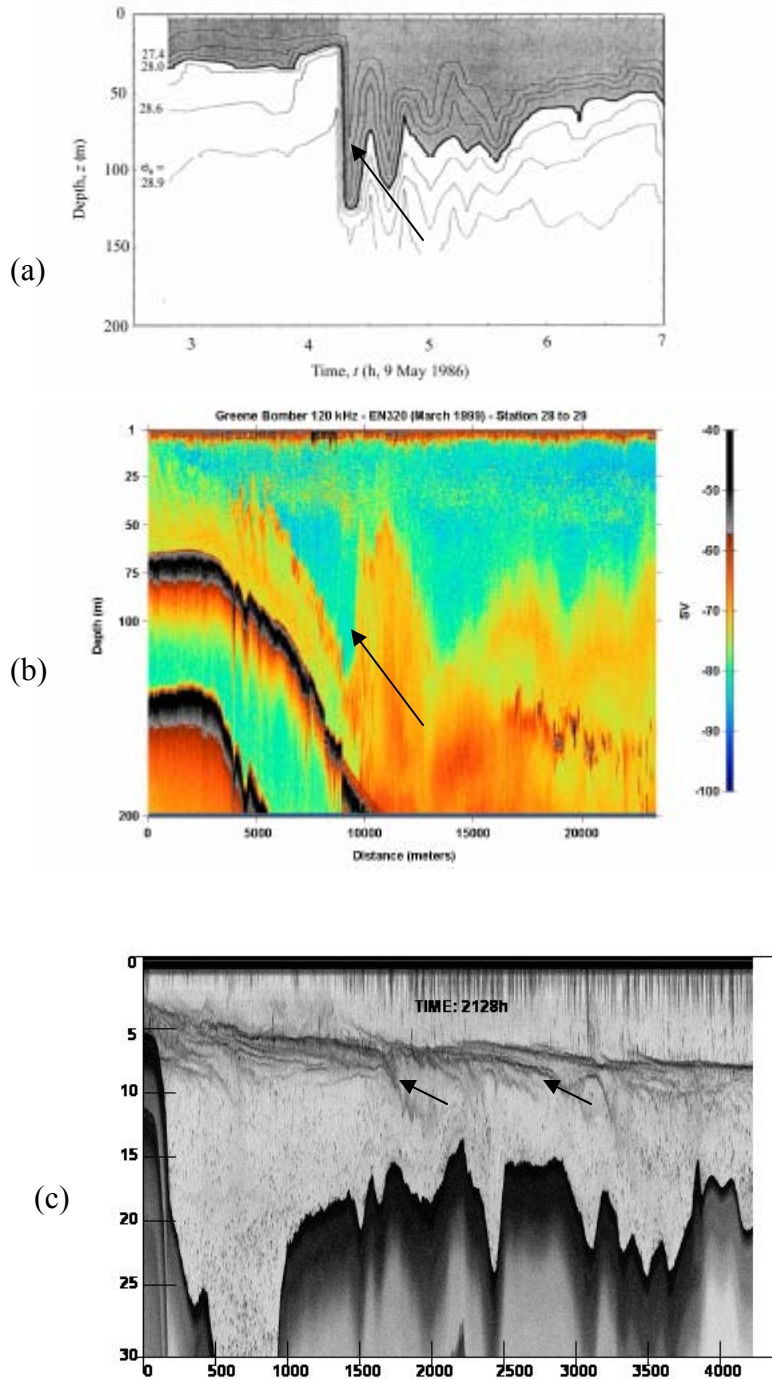 0
27.4
28.0
28.6
28.9
50
100
150
200
Depth, z (m)
3 4 5 6 7
Time, t (h, 9 May 1986)
(a)
Greene Bomber 120 kHz - EN320 (March 1999) - Station 28 to 29
1
25
50
75
100
200
Depth (m)
0 5000 10000 15000 20000
Distance (meters)
-40
-50
-60
-70
-80
-90
-100
SV
(b)
0
TIME: 2128h
5
10
15
20
25
30
0 500 1000 1500 2000 2500 3000 3500 4000
(c)